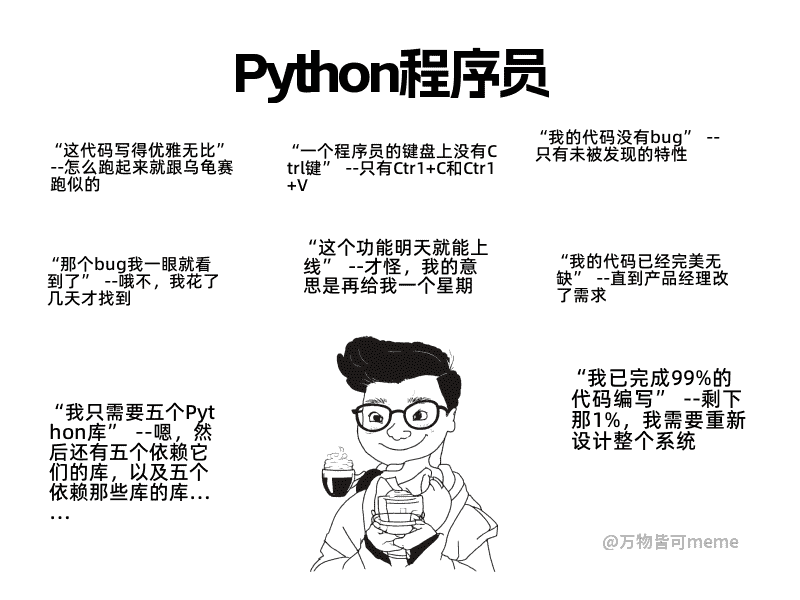 Python程序员
“这代码写得优雅无比”
--怎么跑起来就跟乌龟赛
跑似的
“一个程序员的键盘上没有C
trl键” --只有Ctr1+C和Ctr1
+V
“我的代码没有bug” --
只有未被发现的特性
“那个bug我一眼就看
到了” --哦不，我花了
几天才找到
“这个功能明天就能上
线” --才怪，我的意
思是再给我一个星期
“我的代码已经完美无
缺” --直到产品经理改
了需求
“我只需要五个Pyt
hon库” --嗯，然
后还有五个依赖它
们的库，以及五个
依赖那些库的库…
…
“我已完成99%的
代码编写” --剩下
那1%，我需要重新
设计整个系统
@万物皆可meme